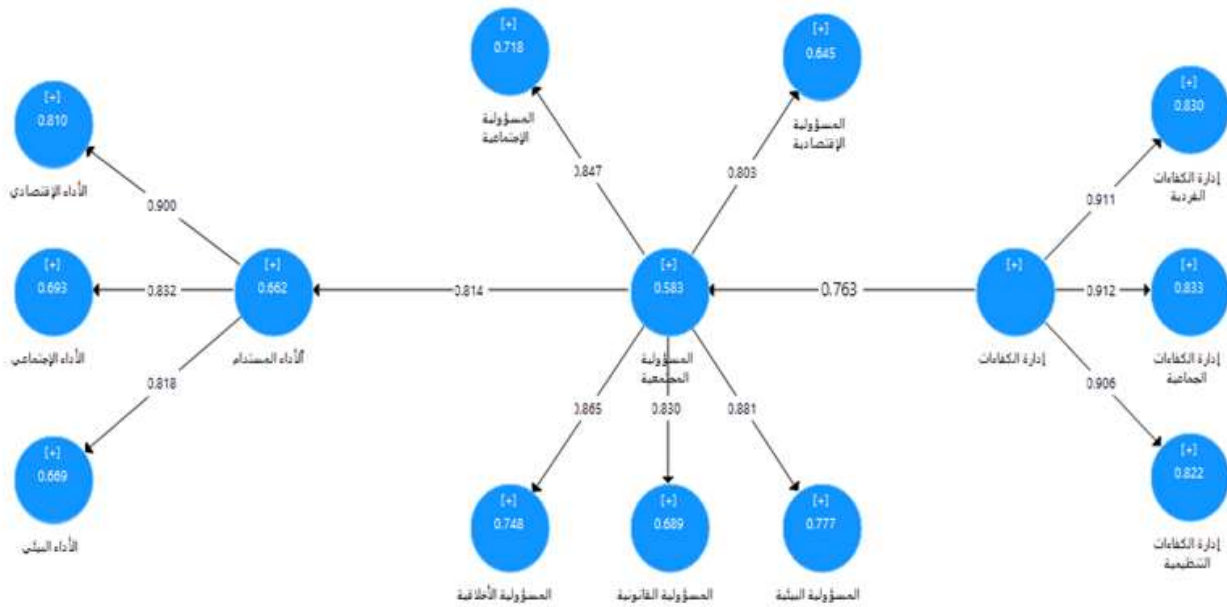 [+]
0.718
المسؤولية
الإجتماعية
[+]
0.645
المسؤولية
الإقتصادية
[+]
0.810
الأداء الإقتصادي
[+]
0.830
إدارة الكفاءات
الفردية
0.847
0.803
0.900
0.911
[+]
0.693
الأداء الإجتماعي
0.832
[+]
0.662
الأداء المستدام
0.814
[+]
0.583
المسؤولية
المجتمعية
0.763
[+]
إدارة الكفاءات
0.912
[+]
0.833
إدارة الكفاءات
الجماعية
0.818
0.865
0.830
0.881
0.906
[+]
0.669
الأداء البيئي
[+]
0.748
المسؤولية الأخلاقية
[+]
0.689
المسؤولية القانونية
[+]
0.777
المسؤولية البيئية
[+]
0.822
إدارة الكفاءات
التنظيمية